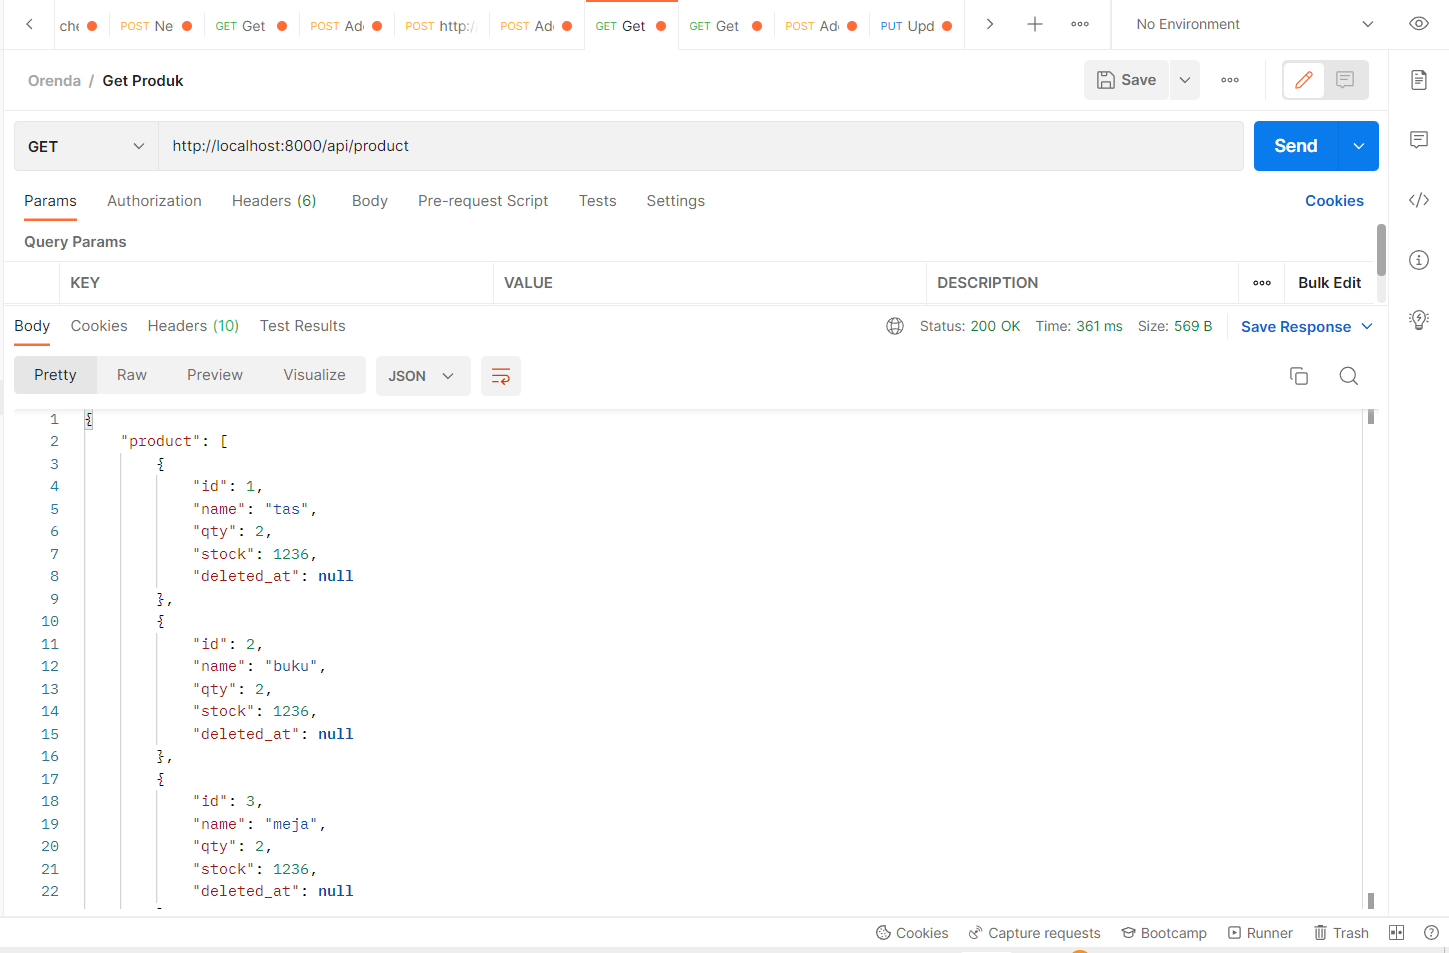 che POST Ne GET Get POST Ad POST http:/ POST Ad GET Get GET Get POST Ad PUT Upd No Environment
Orenda / Get Produk Save
GET http://localhost:8000/api/product Send
Params Authorization Headers (6) Body Pre-request Script Tests Settings Cookies
Query Params
KEY VALUE DESCRIPTION Bulk Edit
Body Cookies Headers (10) Test Results Status: 200 OK Time: 361 ms Size: 569 B Save Response
Pretty Raw Preview Visualize JSON
1 {
2 "product": [
3 {
4 "id": 1,
5 "name": "tas",
6 "qty": 2,
7 "stock": 1236,
8 "deleted_at": null
9 },
10 {
11 "id": 2,
12 "name": "buku",
13 "qty": 2,
14 "stock": 1236,
15 "deleted_at": null
16 },
17 {
18 "id": 3,
19 "name": "meja",
20 "qty": 2,
21 "stock": 1236,
22 "deleted_at": null
Cookies Capture requests Bootcamp Runner Trash